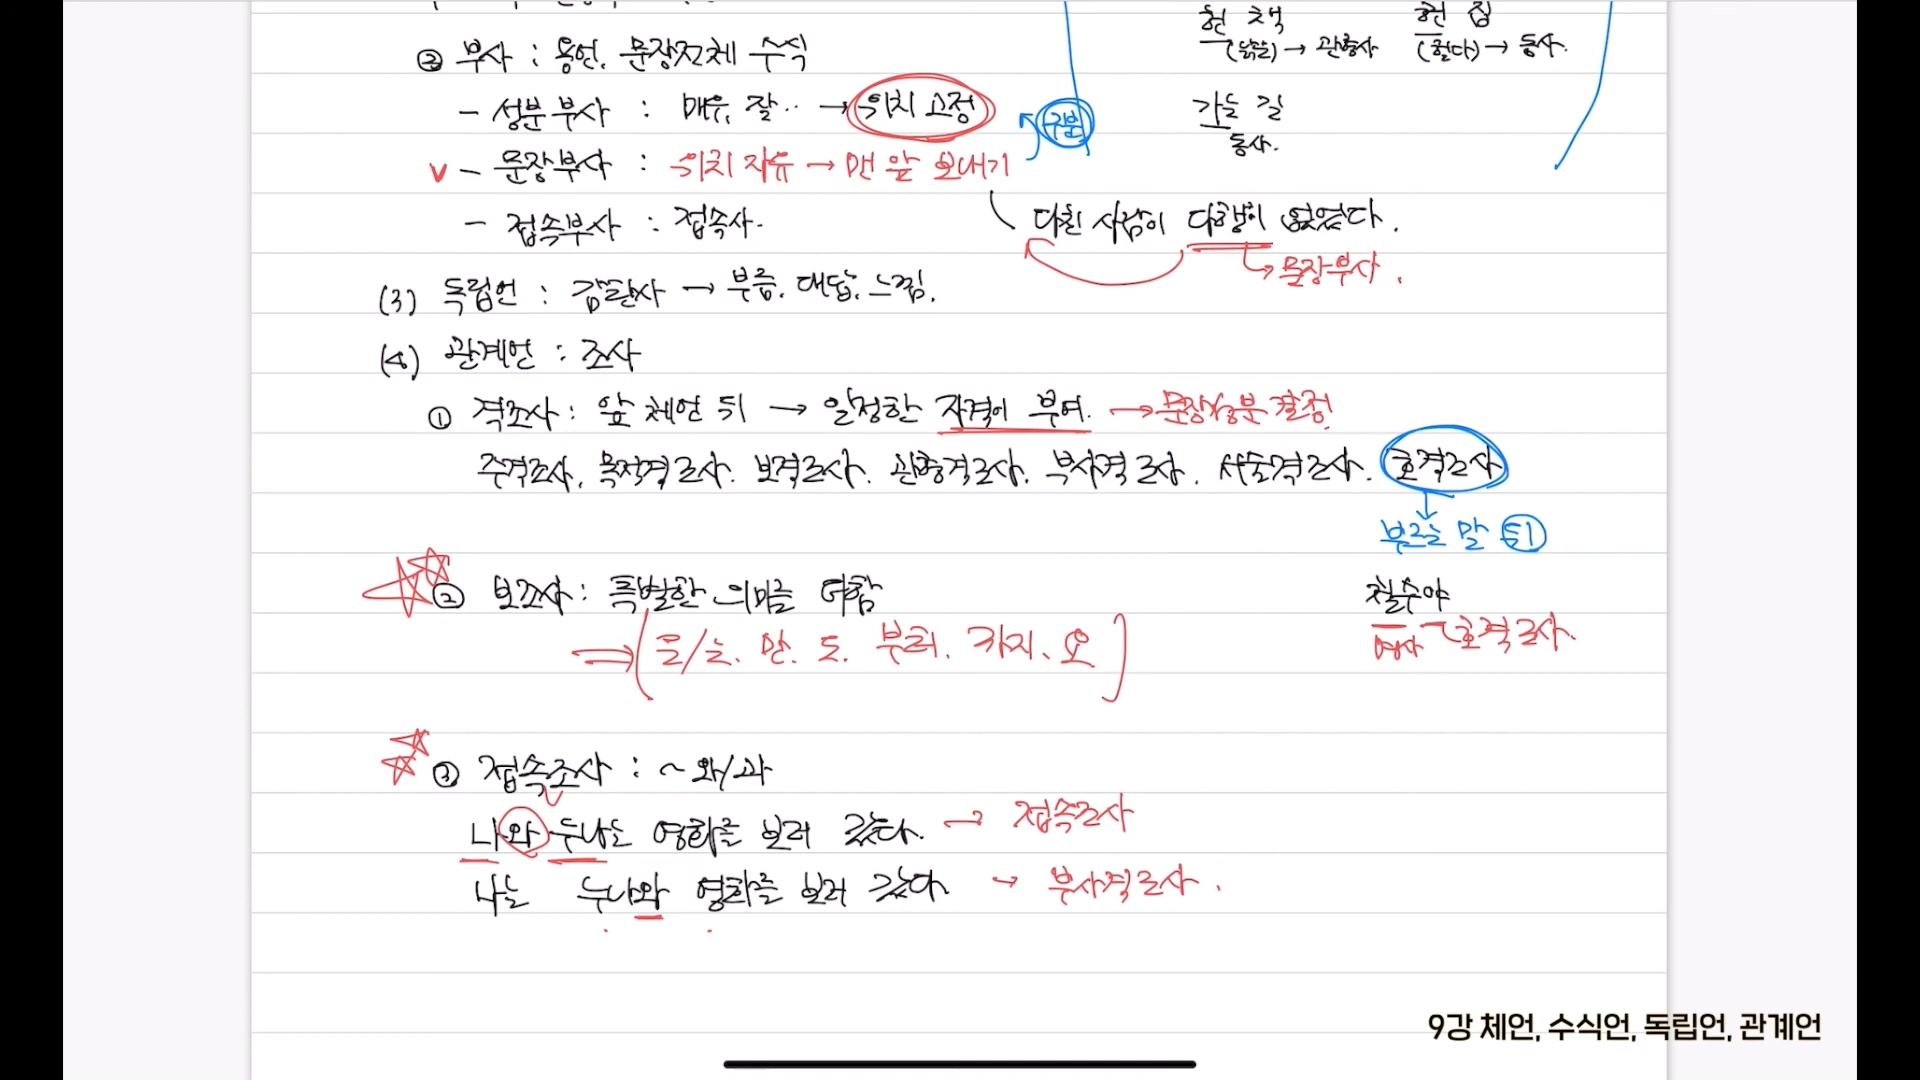 헌 책 헌 집
② 부사 : 용언, 문장전체 수식
(낡은) → 관형사 (헐다) → 동사.
- 성분 부사 : 매우, 잘.. → 위치 고정
구분
가는 길
동사.
v - 문장부사 : 위치 자유 → 맨 앞 보내기
- 접속부사 : 접속사.
다친 사람이 다행히 없었다.
→ 문장부사.
(3) 독립언 : 감탄사 → 부름, 대답, 느낌.
(4) 관계언 : 조사
① 격조사 : 앞 체언 뒤 → 일정한 자격이 부여. → 문장성분 결정.
주격조사, 목적격조사. 보격조사. 관형격조사. 부사격조사. 서술격조사. 호격조사
부르는 말 뒤
② 보조사 : 특별한 의미를 더함
철수야
⇒ [은/는. 만. 도. 부터. 까지. 요]
명사 호격조사.
③ 접속조사 : ~ 와/과
나와 누나는 영화를 보러 갔다. → 접속조사
나는 누나와 영화를 보러 갔다 → 부사격조사.
9강 체언, 수식언, 독립언, 관계언